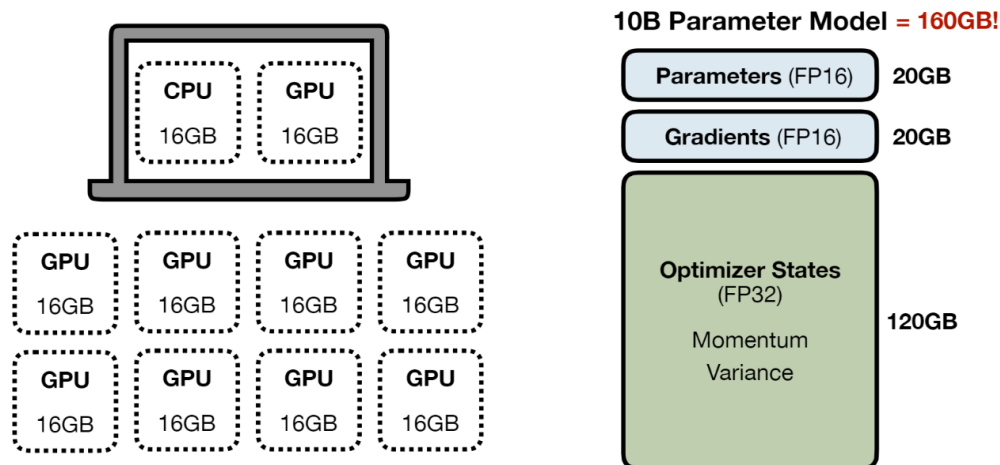 CPU
16GB
GPU
16GB
GPU
16GB
GPU
16GB
GPU
16GB
GPU
16GB
GPU
16GB
GPU
16GB
GPU
16GB
GPU
16GB
10B Parameter Model = 160GB!
Parameters (FP16) 20GB
Gradients (FP16) 20GB
Optimizer States
(FP32)
120GB
Momentum
Variance